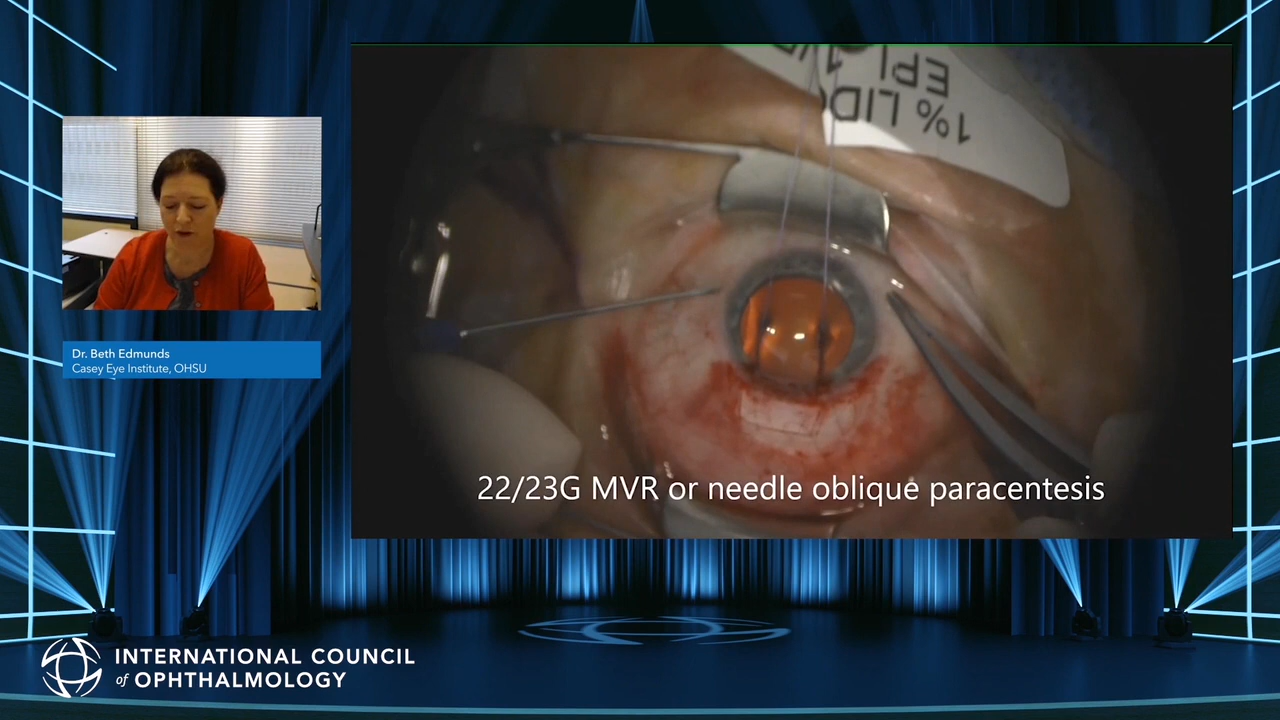 1% LIDO
EPI
22/23G MVR or needle oblique paracentesis
Dr. Beth Edmunds
Casey Eye Institute, OHSU
INTERNATIONAL COUNCIL
of OPHTHALMOLOGY